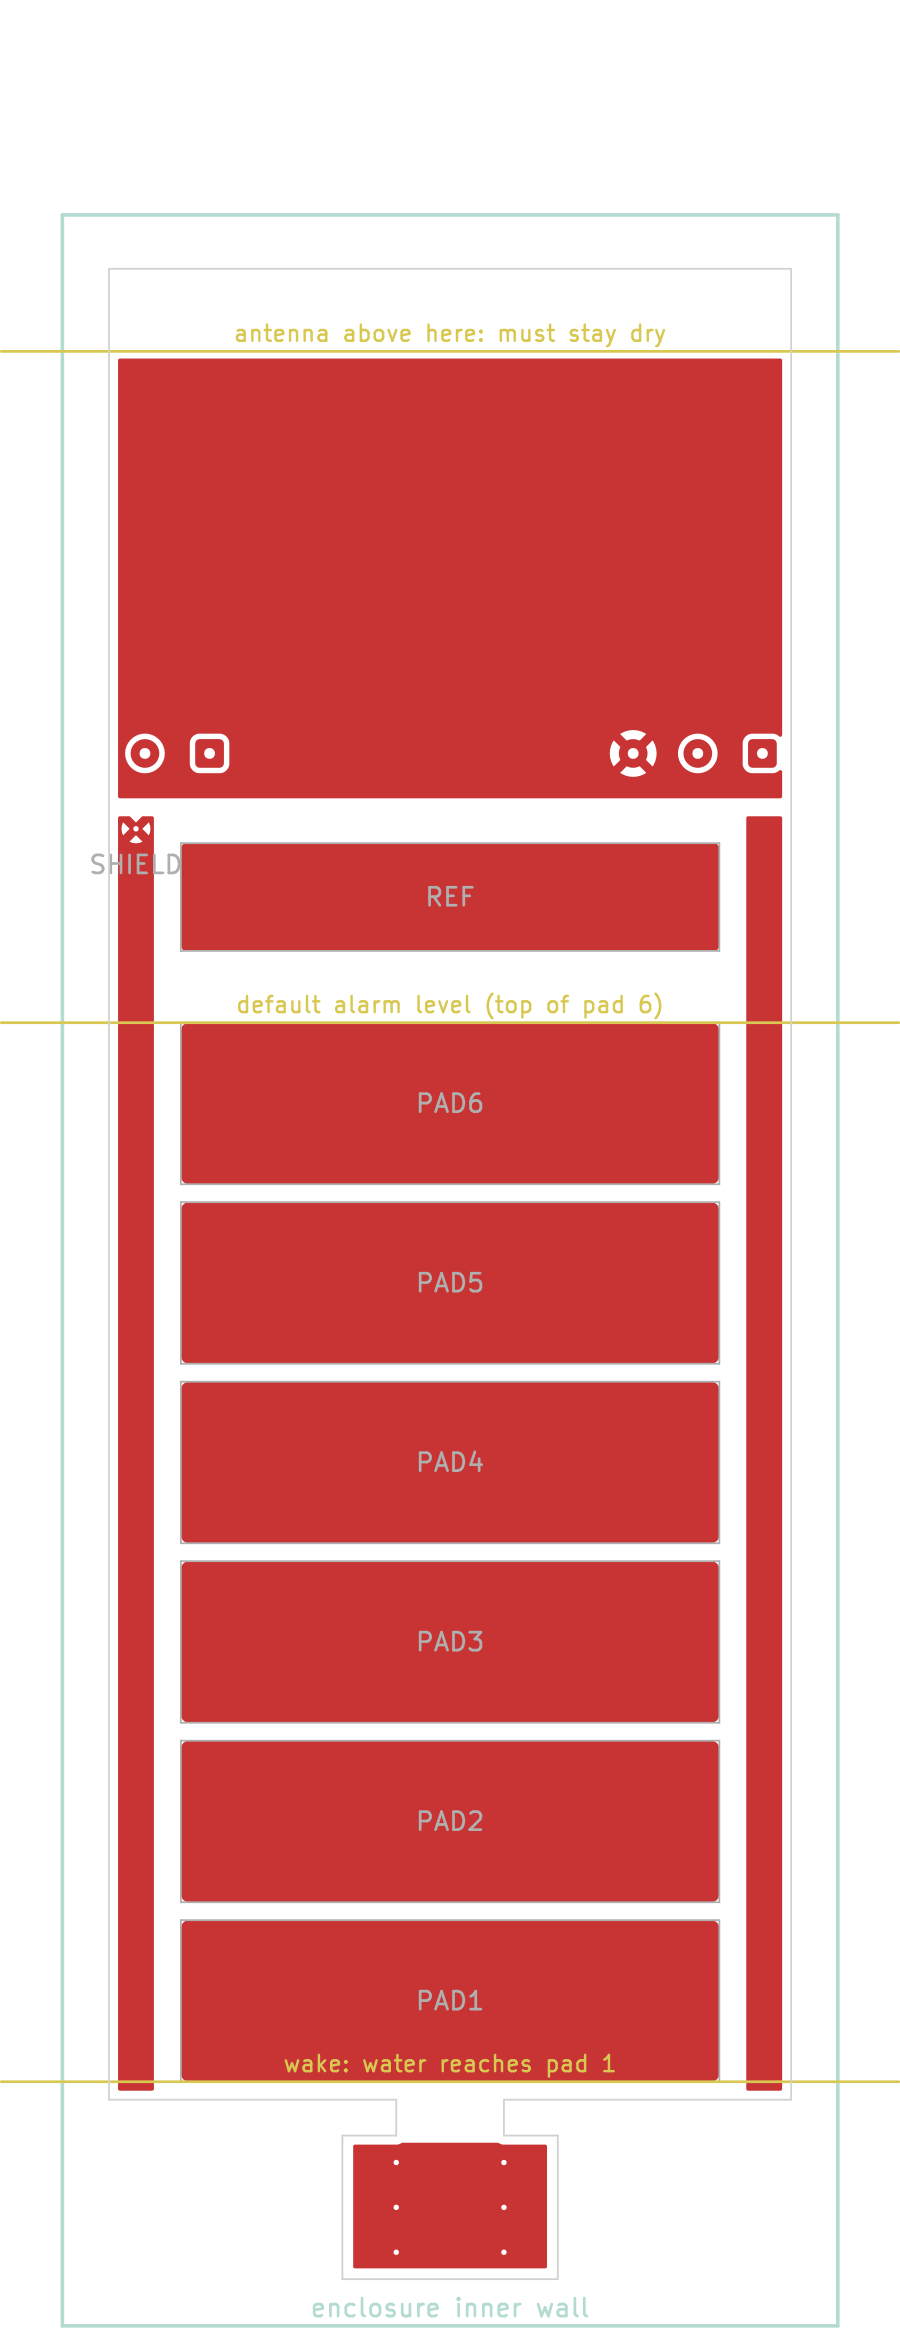 antenna above here: must stay dry
SHIELD
REF
default alarm level (top of pad 6)
PAD6
PAD5
PAD4
PAD3
PAD2
PAD1
wake: water reaches pad 1
enclosure inner wall